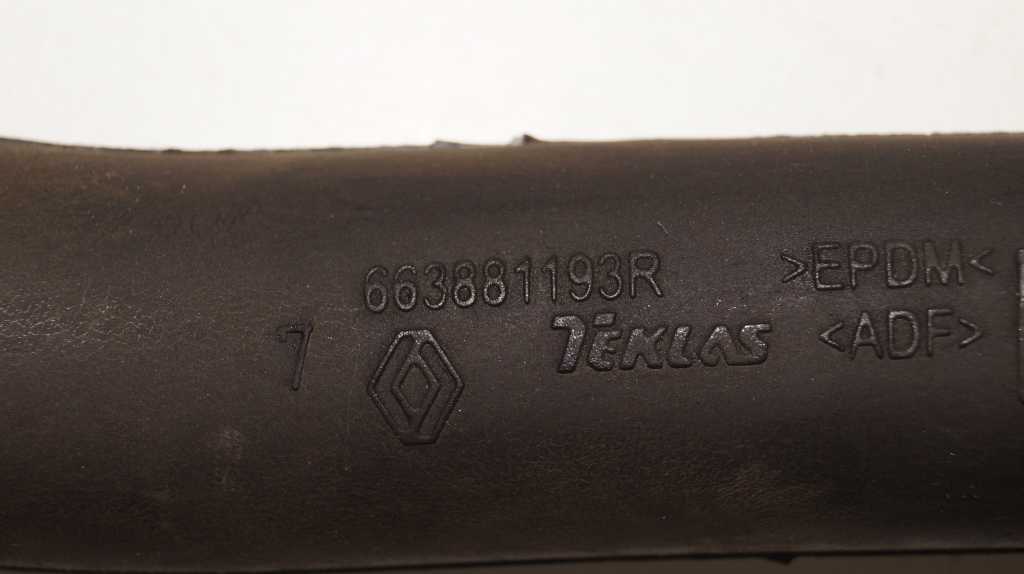 663881193R
7
TEKLAS
>EPDM<
<ADF>